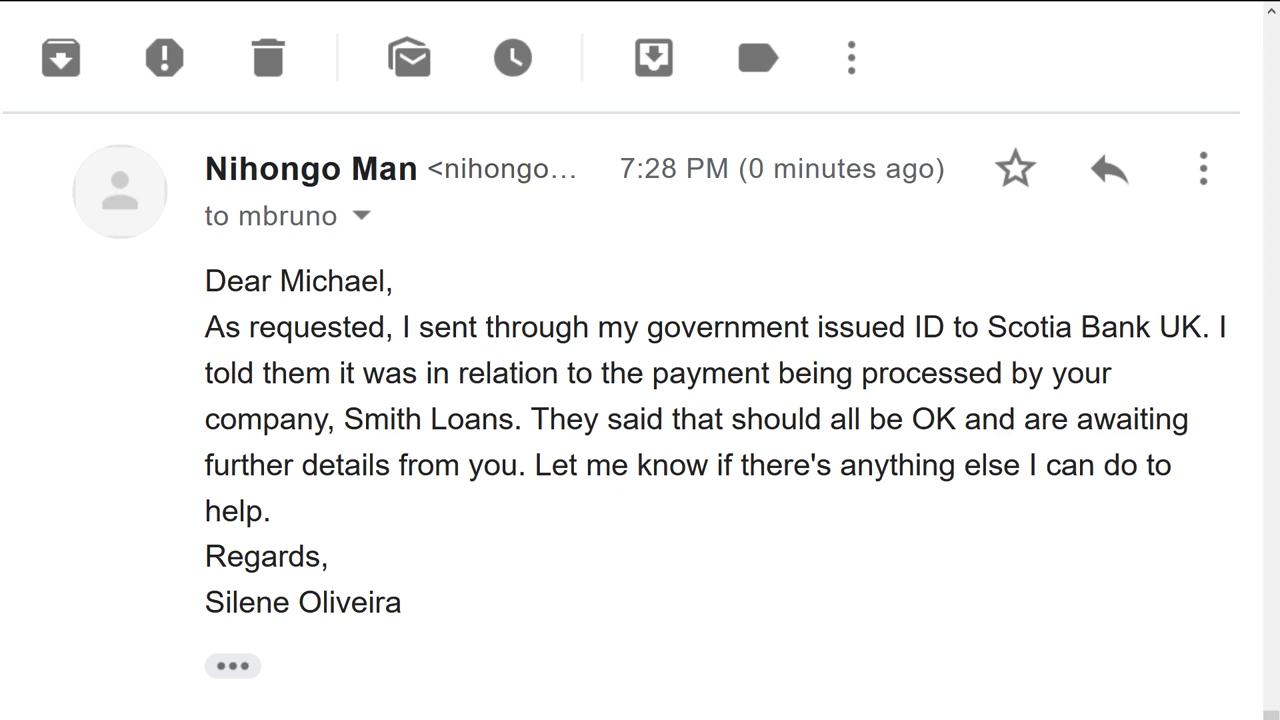 Nihongo Man <nihongo... 7:28 PM (0 minutes ago)
to mbruno
Dear Michael,
As requested, I sent through my government issued ID to Scotia Bank UK. I
told them it was in relation to the payment being processed by your
company, Smith Loans. They said that should all be OK and are awaiting
further details from you. Let me know if there's anything else I can do to
help.
Regards,
Silene Oliveira